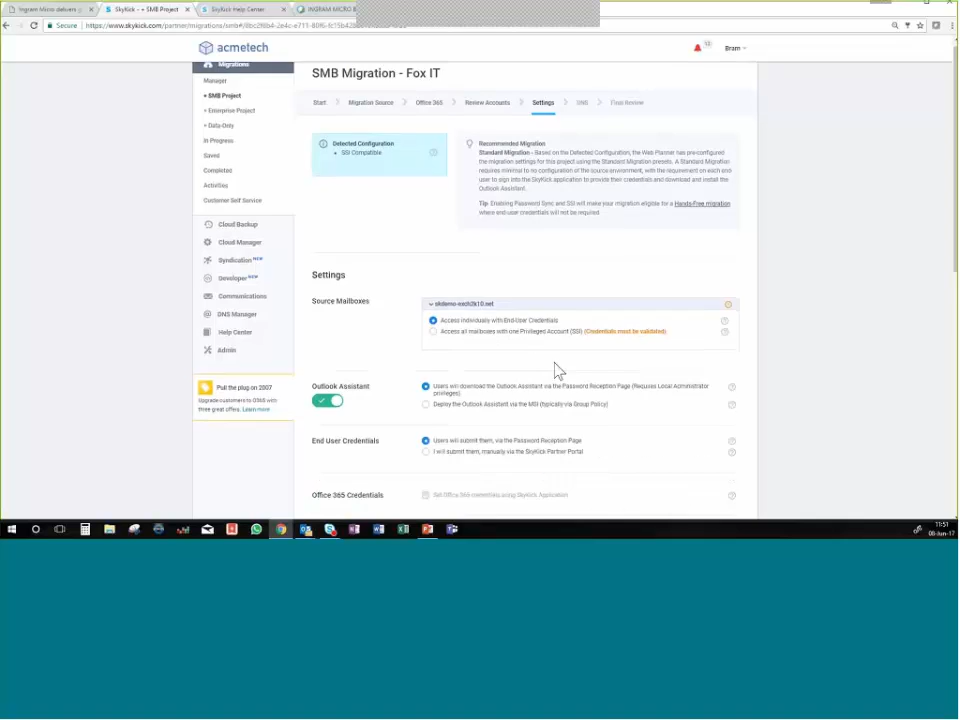 Ingram Micro delivers
SkyKick - • SMB Project
SkyKick Help Center
INGRAM MICRO B
Secure | https://www.skykick.com/partner/migrations/smb#/
acmetech
12
Bram
Migrations
SMB Migration - Fox IT
Manager
• SMB Project
• Enterprise Project
• Data-Only
In Progress
Saved
Completes
Activities
Customer Self Service
Start
Migration Source
Office 365
Review Accounts
Settings
DNS
Final Review
Detected Configuration
• SSI Compatible
Recommended Migration
Standard Migration - Based on the Detected Configuration, the Web Planner has pre-configured
the migration settings for this project using the Standard Migration presets. A Standard Migration
requires minimal to no configuration of the source environment, with the requirement on each end
user to sign into the SkyKick application to provide their credentials and download and install the
Outlook Assistant.
Tip: Enabling Password Sync and SSI will make your migration eligible for a Hands-Free migration
where end-user credentials will not be required.
Cloud Backup
Cloud Manager
Syndication NEW
Developer NEW
Communications
DNS Manager
Help Center
Admin
Pull the plug on 2007
Upgrade customers to O365 with
three great offers. Learn more
Settings
Source Mailboxes
skdemo-exch2k10.net
Access individually with End-User Credentials
Access all mailboxes with one Privileged Account (SSI) (Credentials must be validated)
Outlook Assistant
Users will download the Outlook Assistant via the Password Reception Page (Requires Local Administrator
privileges)
Deploy the Outlook Assistant via the MSI (typically via Group Policy)
End User Credentials
Users will submit them, via the Password Reception Page
I will submit them, manually via the SkyKick Partner Portal
Office 365 Credentials
Set Office 365 credentials using SkyKick Application
11:51
08-Jun-17